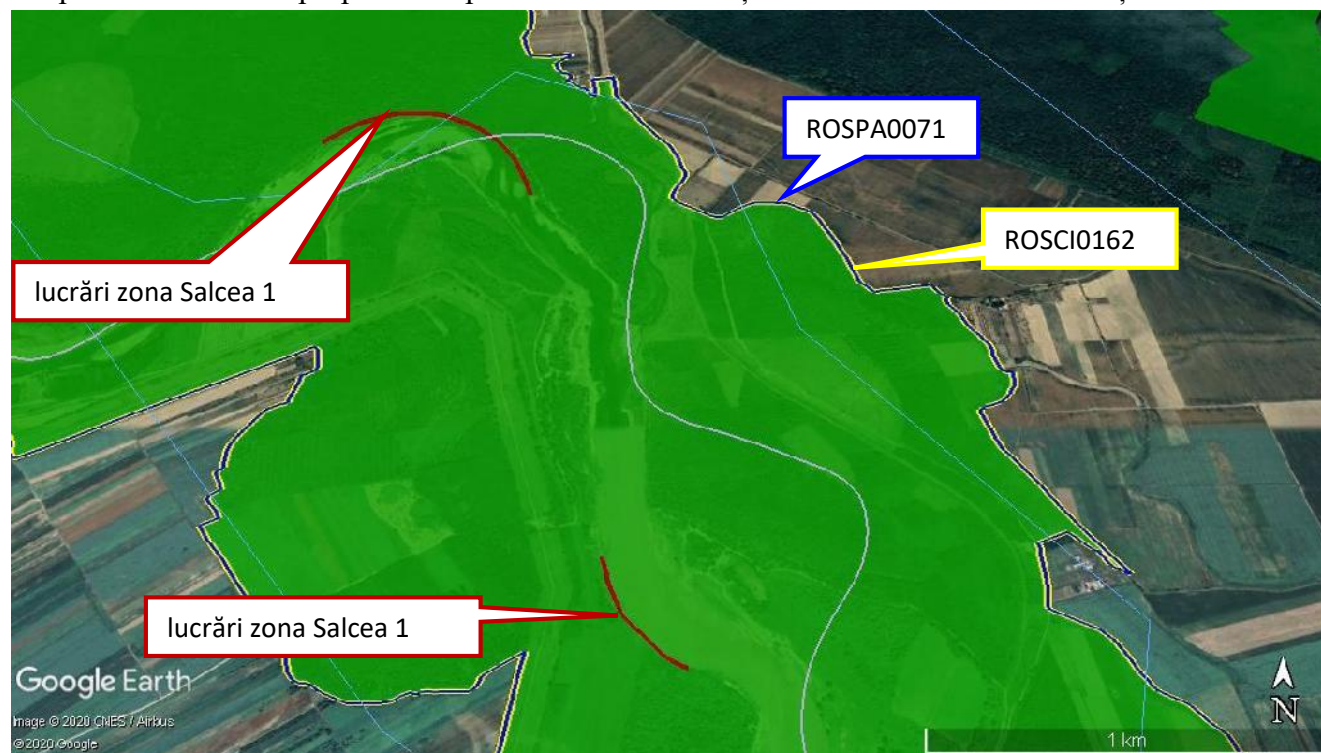 ROSPA0071
ROSCI0162
lucrări zona Salcea 1
lucrări zona Salcea 1
Google Earth
Image © 2020 CNES / Airbus
© 2020 Google
N
1 km